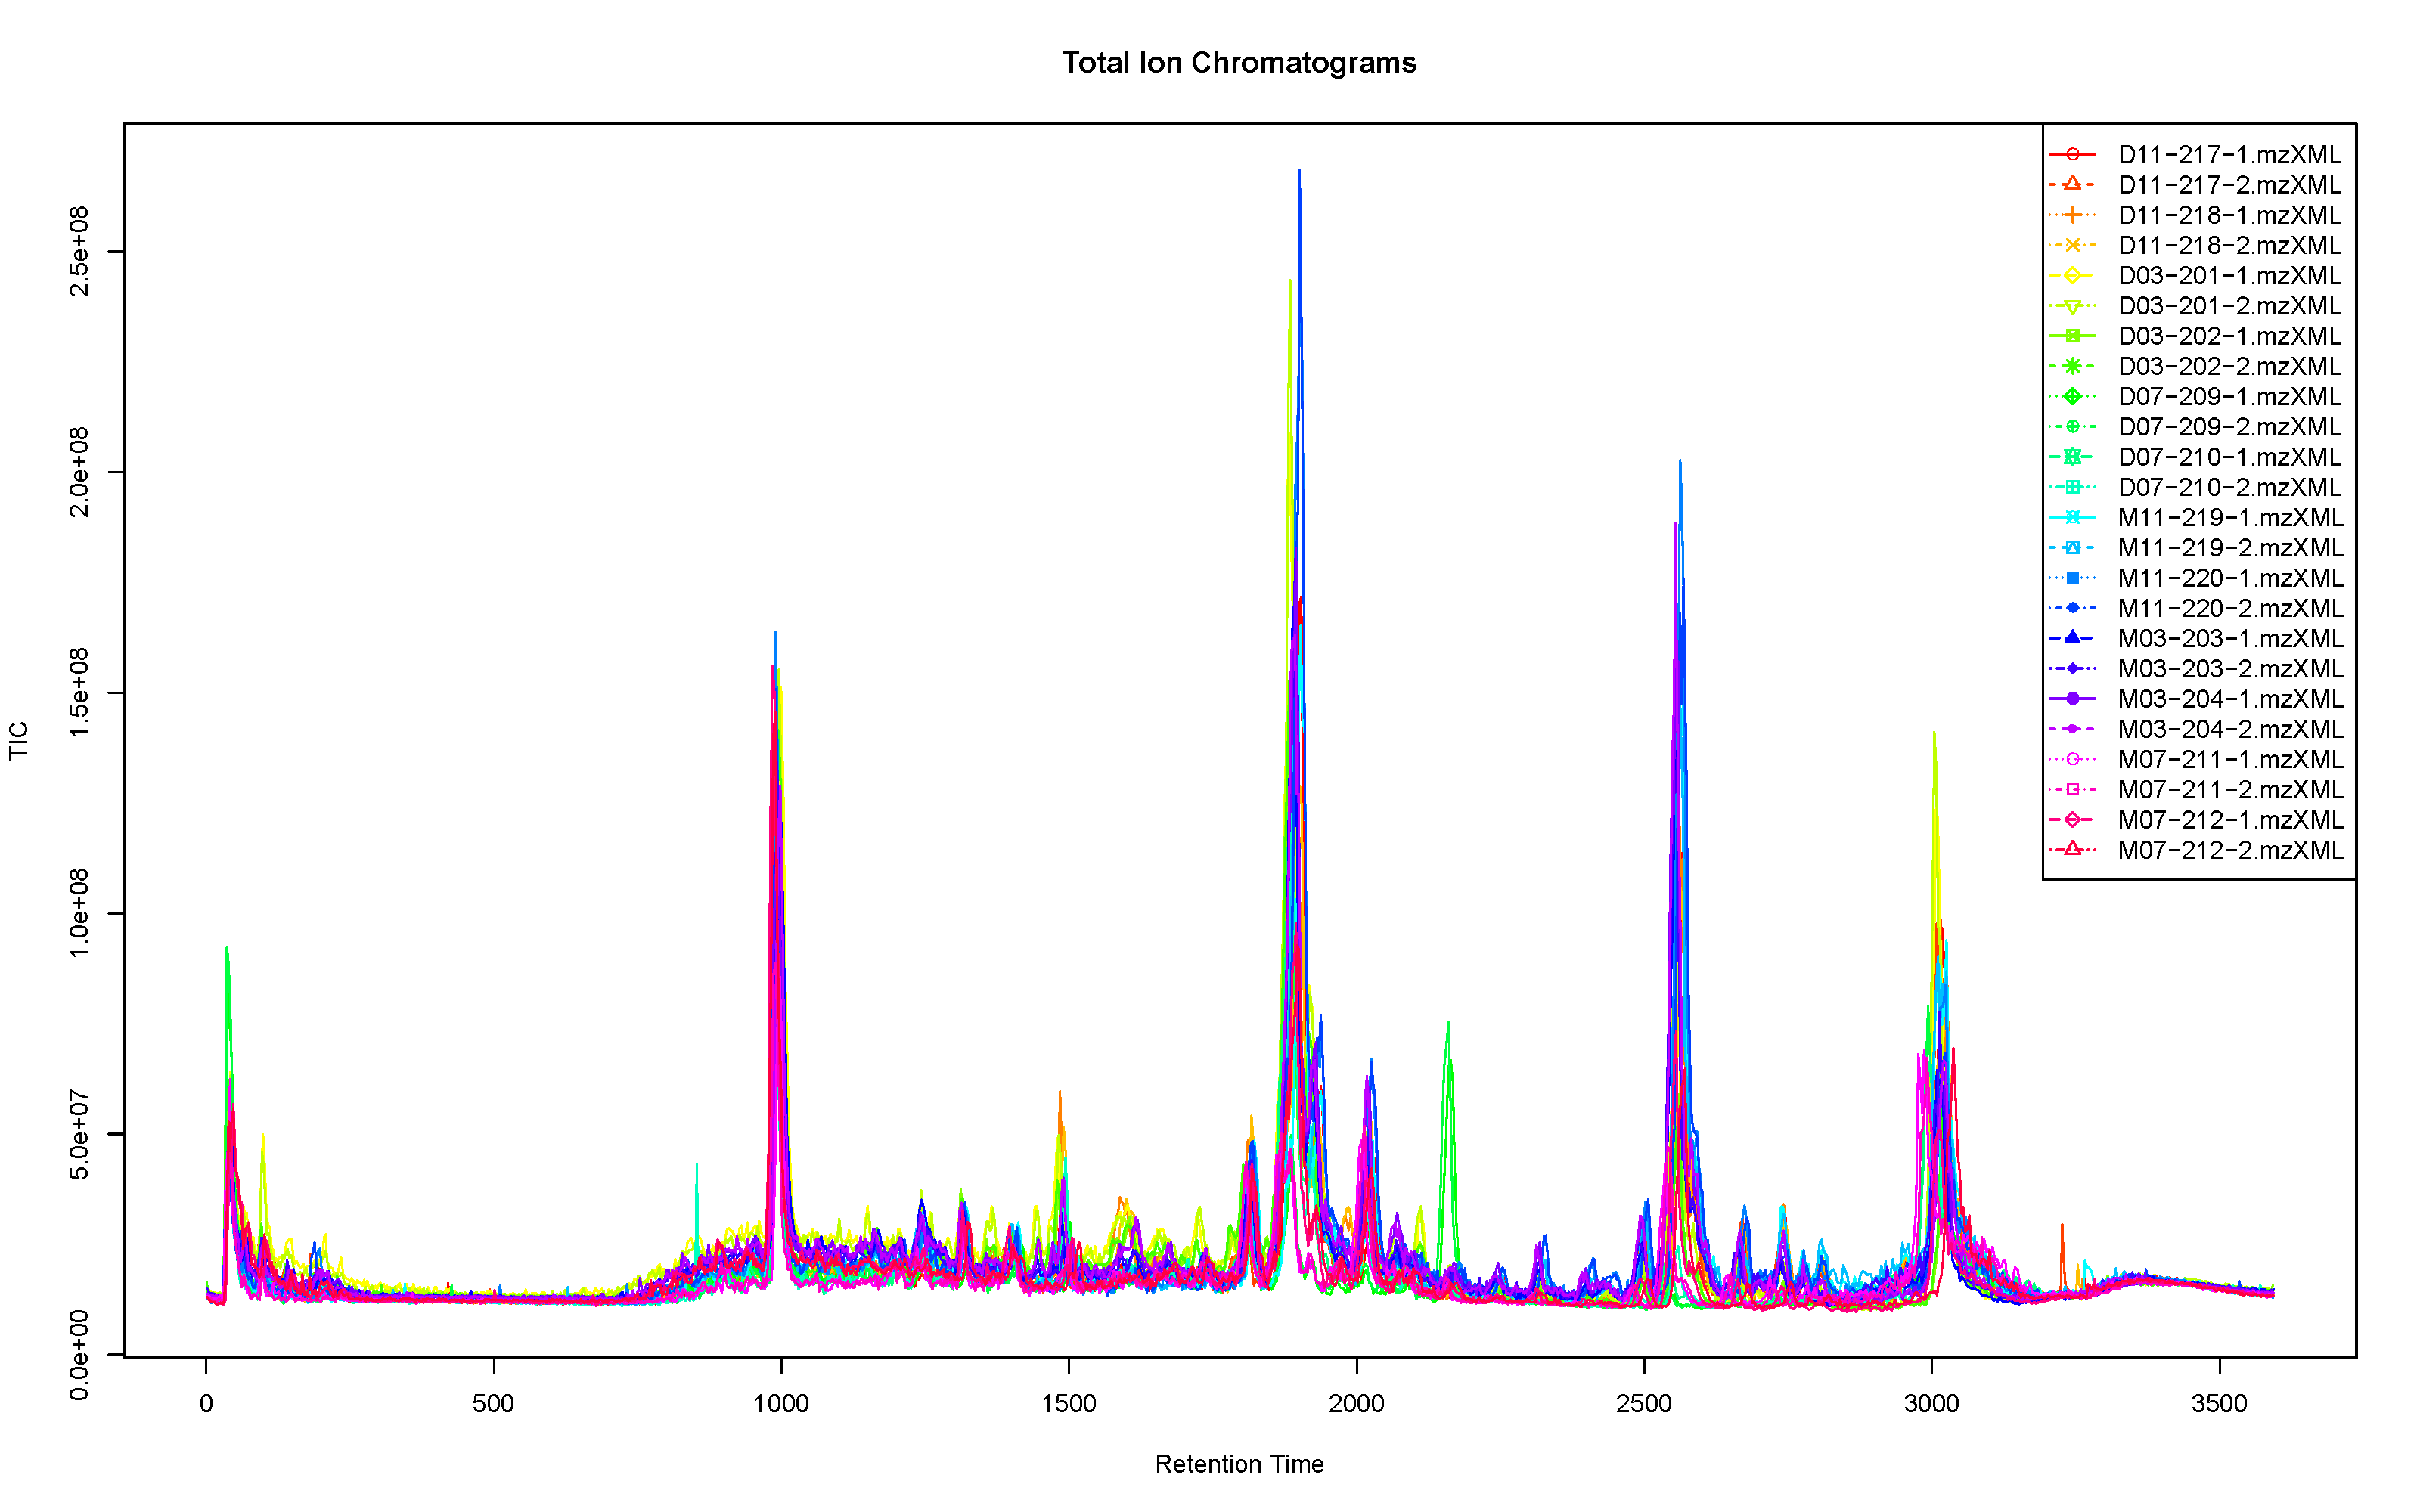 Total Ion Chromatograms
TIC
2.5e+08
2.0e+08
1.5e+08
1.0e+08
5.0e+07
0.0e+00
0 500 1000 1500 2000 2500 3000 3500
Retention Time
D11−217−1.mzXML
D11−217−2.mzXML
D11−218−1.mzXML
D11−218−2.mzXML
D03−201−1.mzXML
D03−201−2.mzXML
D03−202−1.mzXML
D03−202−2.mzXML
D07−209−1.mzXML
D07−209−2.mzXML
D07−210−1.mzXML
D07−210−2.mzXML
M11−219−1.mzXML
M11−219−2.mzXML
M11−220−1.mzXML
M11−220−2.mzXML
M03−203−1.mzXML
M03−203−2.mzXML
M03−204−1.mzXML
M03−204−2.mzXML
M07−211−1.mzXML
M07−211−2.mzXML
M07−212−1.mzXML
M07−212−2.mzXML